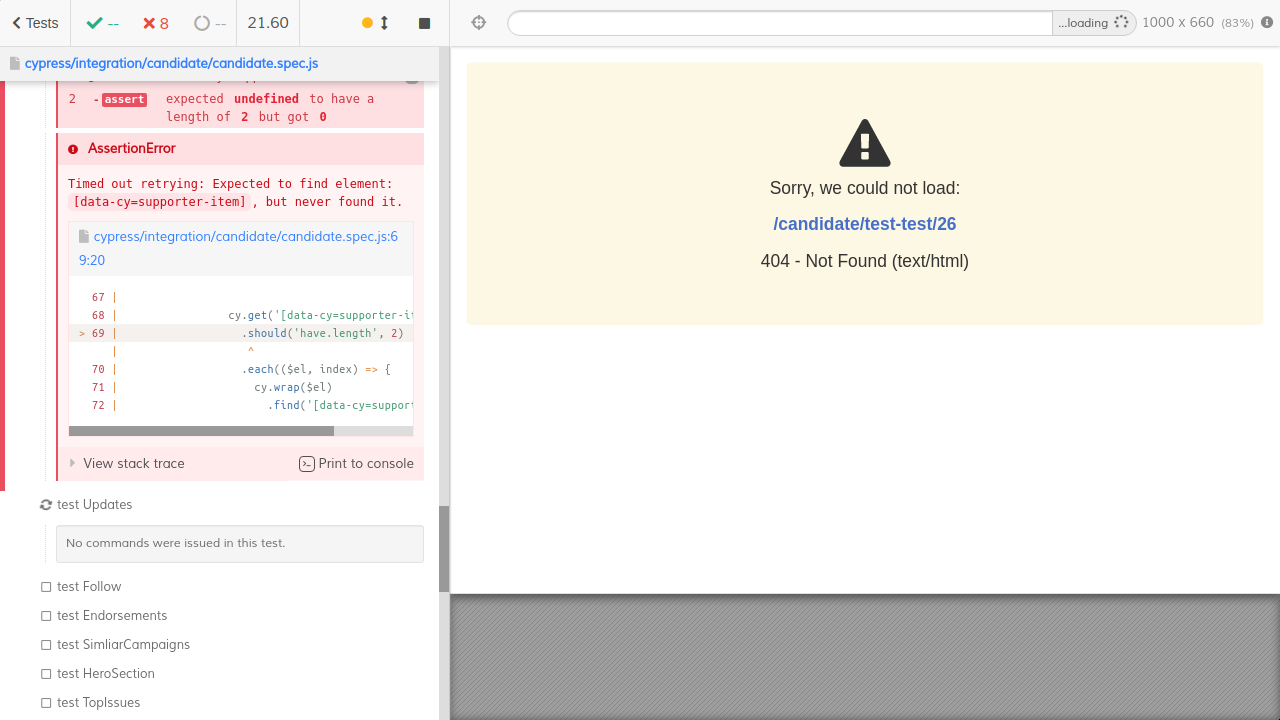 Tests
--
8
--
21.60
...loading
1000 x 660 (83%)
cypress/integration/candidate/candidate.spec.js
2 -assert expected undefined to have a
length of 2 but got 0
AssertionError
Timed out retrying: Expected to find element:
[data-cy=supporter-item], but never found it.
cypress/integration/candidate/candidate.spec.js:6
9:20
67 |
68 | cy.get('[data-cy=supporter-it
> 69 | .should('have.length', 2)
| ^
70 | .each(($el, index) => {
71 | cy.wrap($el)
72 | .find('[data-cy=support
View stack trace
Print to console
test Updates
No commands were issued in this test.
test Follow
test Endorsements
test SimliarCampaigns
test HeroSection
test TopIssues
Sorry, we could not load:
/candidate/test-test/26
404 - Not Found (text/html)